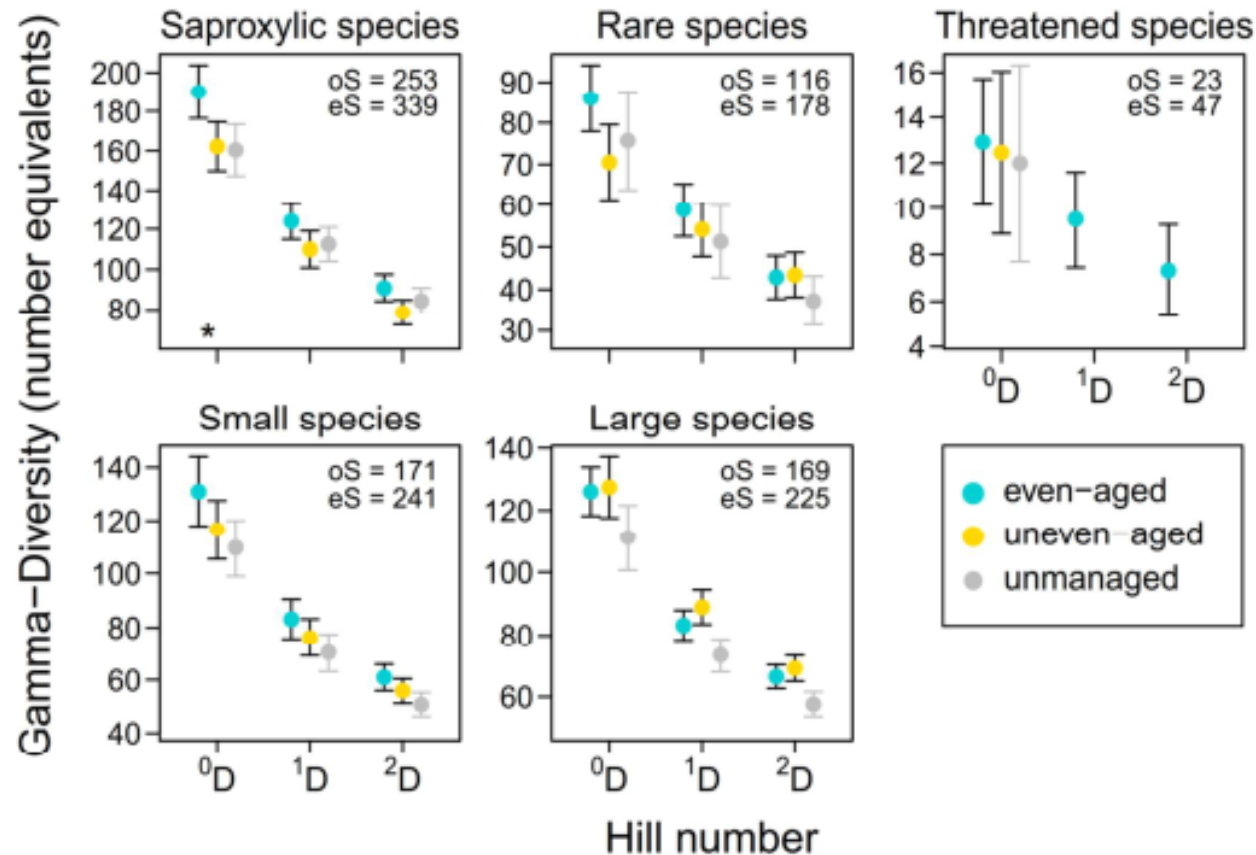 Gamma−Diversity (number equivalents)
Saproxylic species
oS = 253
eS = 339
200
180
160
140
120
100
80
*
Rare species
oS = 116
eS = 178
90
80
70
60
50
40
30
Threatened species
oS = 23
eS = 47
16
14
12
10
8
6
4
⁰D ¹D ²D
Small species
oS = 171
eS = 241
140
120
100
80
60
40
⁰D ¹D ²D
Large species
oS = 169
eS = 225
140
120
100
80
60
⁰D ¹D ²D
even−aged
uneven−aged
unmanaged
Hill number